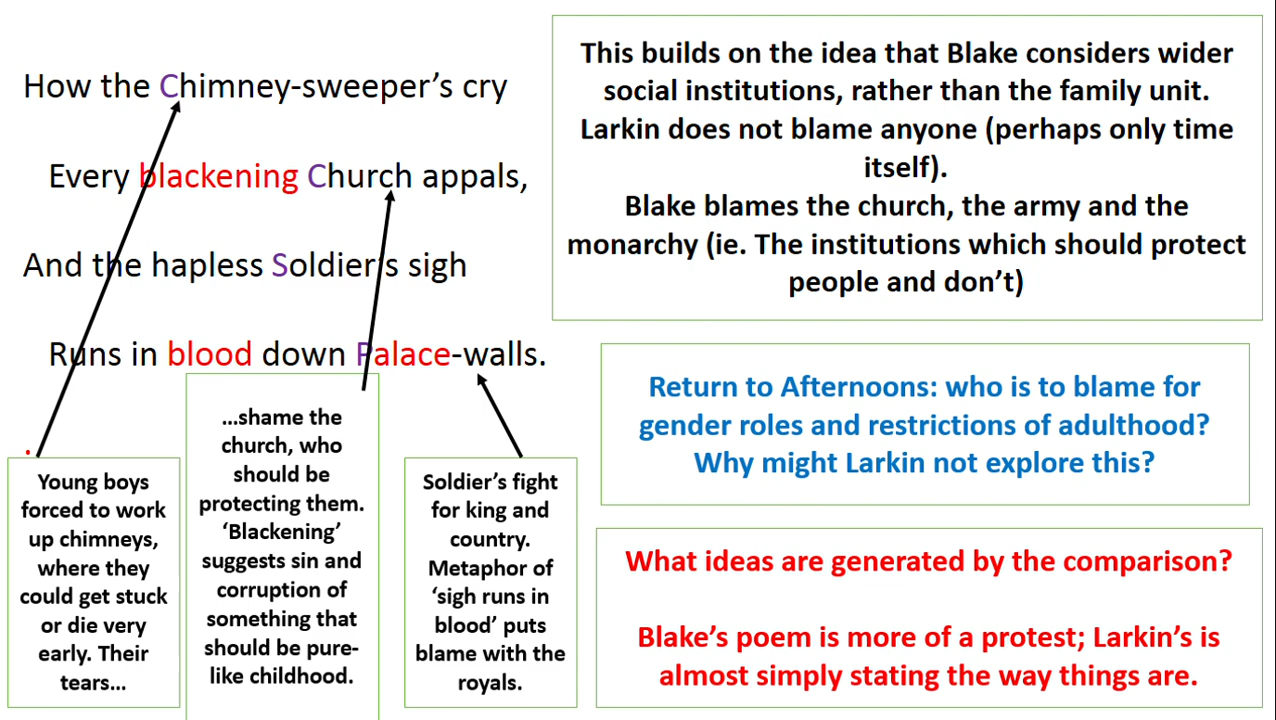 How the Chimney-sweeper’s cry
Every blackening Church appals,
And the hapless Soldier’s sigh
Runs in blood down Palace-walls.
.
Young boys
forced to work
up chimneys,
where they
could get stuck
or die very
early. Their
tears...
...shame the
church, who
should be
protecting them.
‘Blackening’
suggests sin and
corruption of
something that
should be pure-
like childhood.
Soldier’s fight
for king and
country.
Metaphor of
‘sigh runs in
blood’ puts
blame with the
royals.
This builds on the idea that Blake considers wider
social institutions, rather than the family unit.
Larkin does not blame anyone (perhaps only time
itself).
Blake blames the church, the army and the
monarchy (ie. The institutions which should protect
people and don’t)
Return to Afternoons: who is to blame for
gender roles and restrictions of adulthood?
Why might Larkin not explore this?
What ideas are generated by the comparison?
Blake’s poem is more of a protest; Larkin’s is
almost simply stating the way things are.